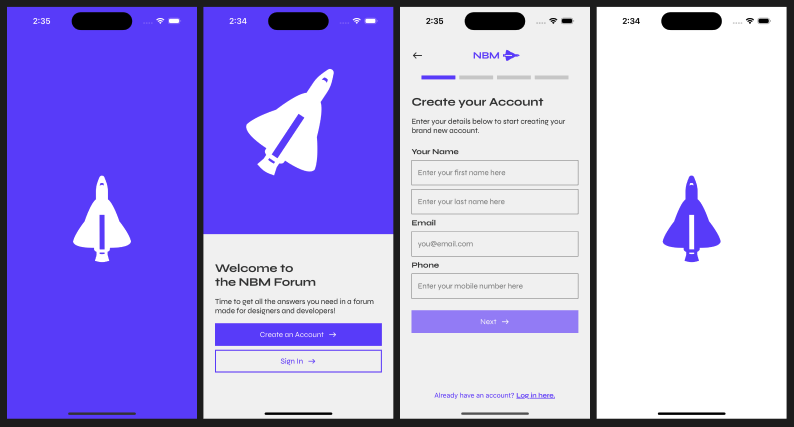 2:35
2:34
Welcome to
the NBM Forum
Time to get all the answers you need in a forum
made for designers and developers!
Create an Account →
Sign In →
2:35
← NBM
Create your Account
Enter your details below to start creating your
brand new account.
Your Name
Enter your first name here
Enter your last name here
Email
you@email.com
Phone
Enter your mobile number here
Next →
Already have an account? Log in here.
2:34